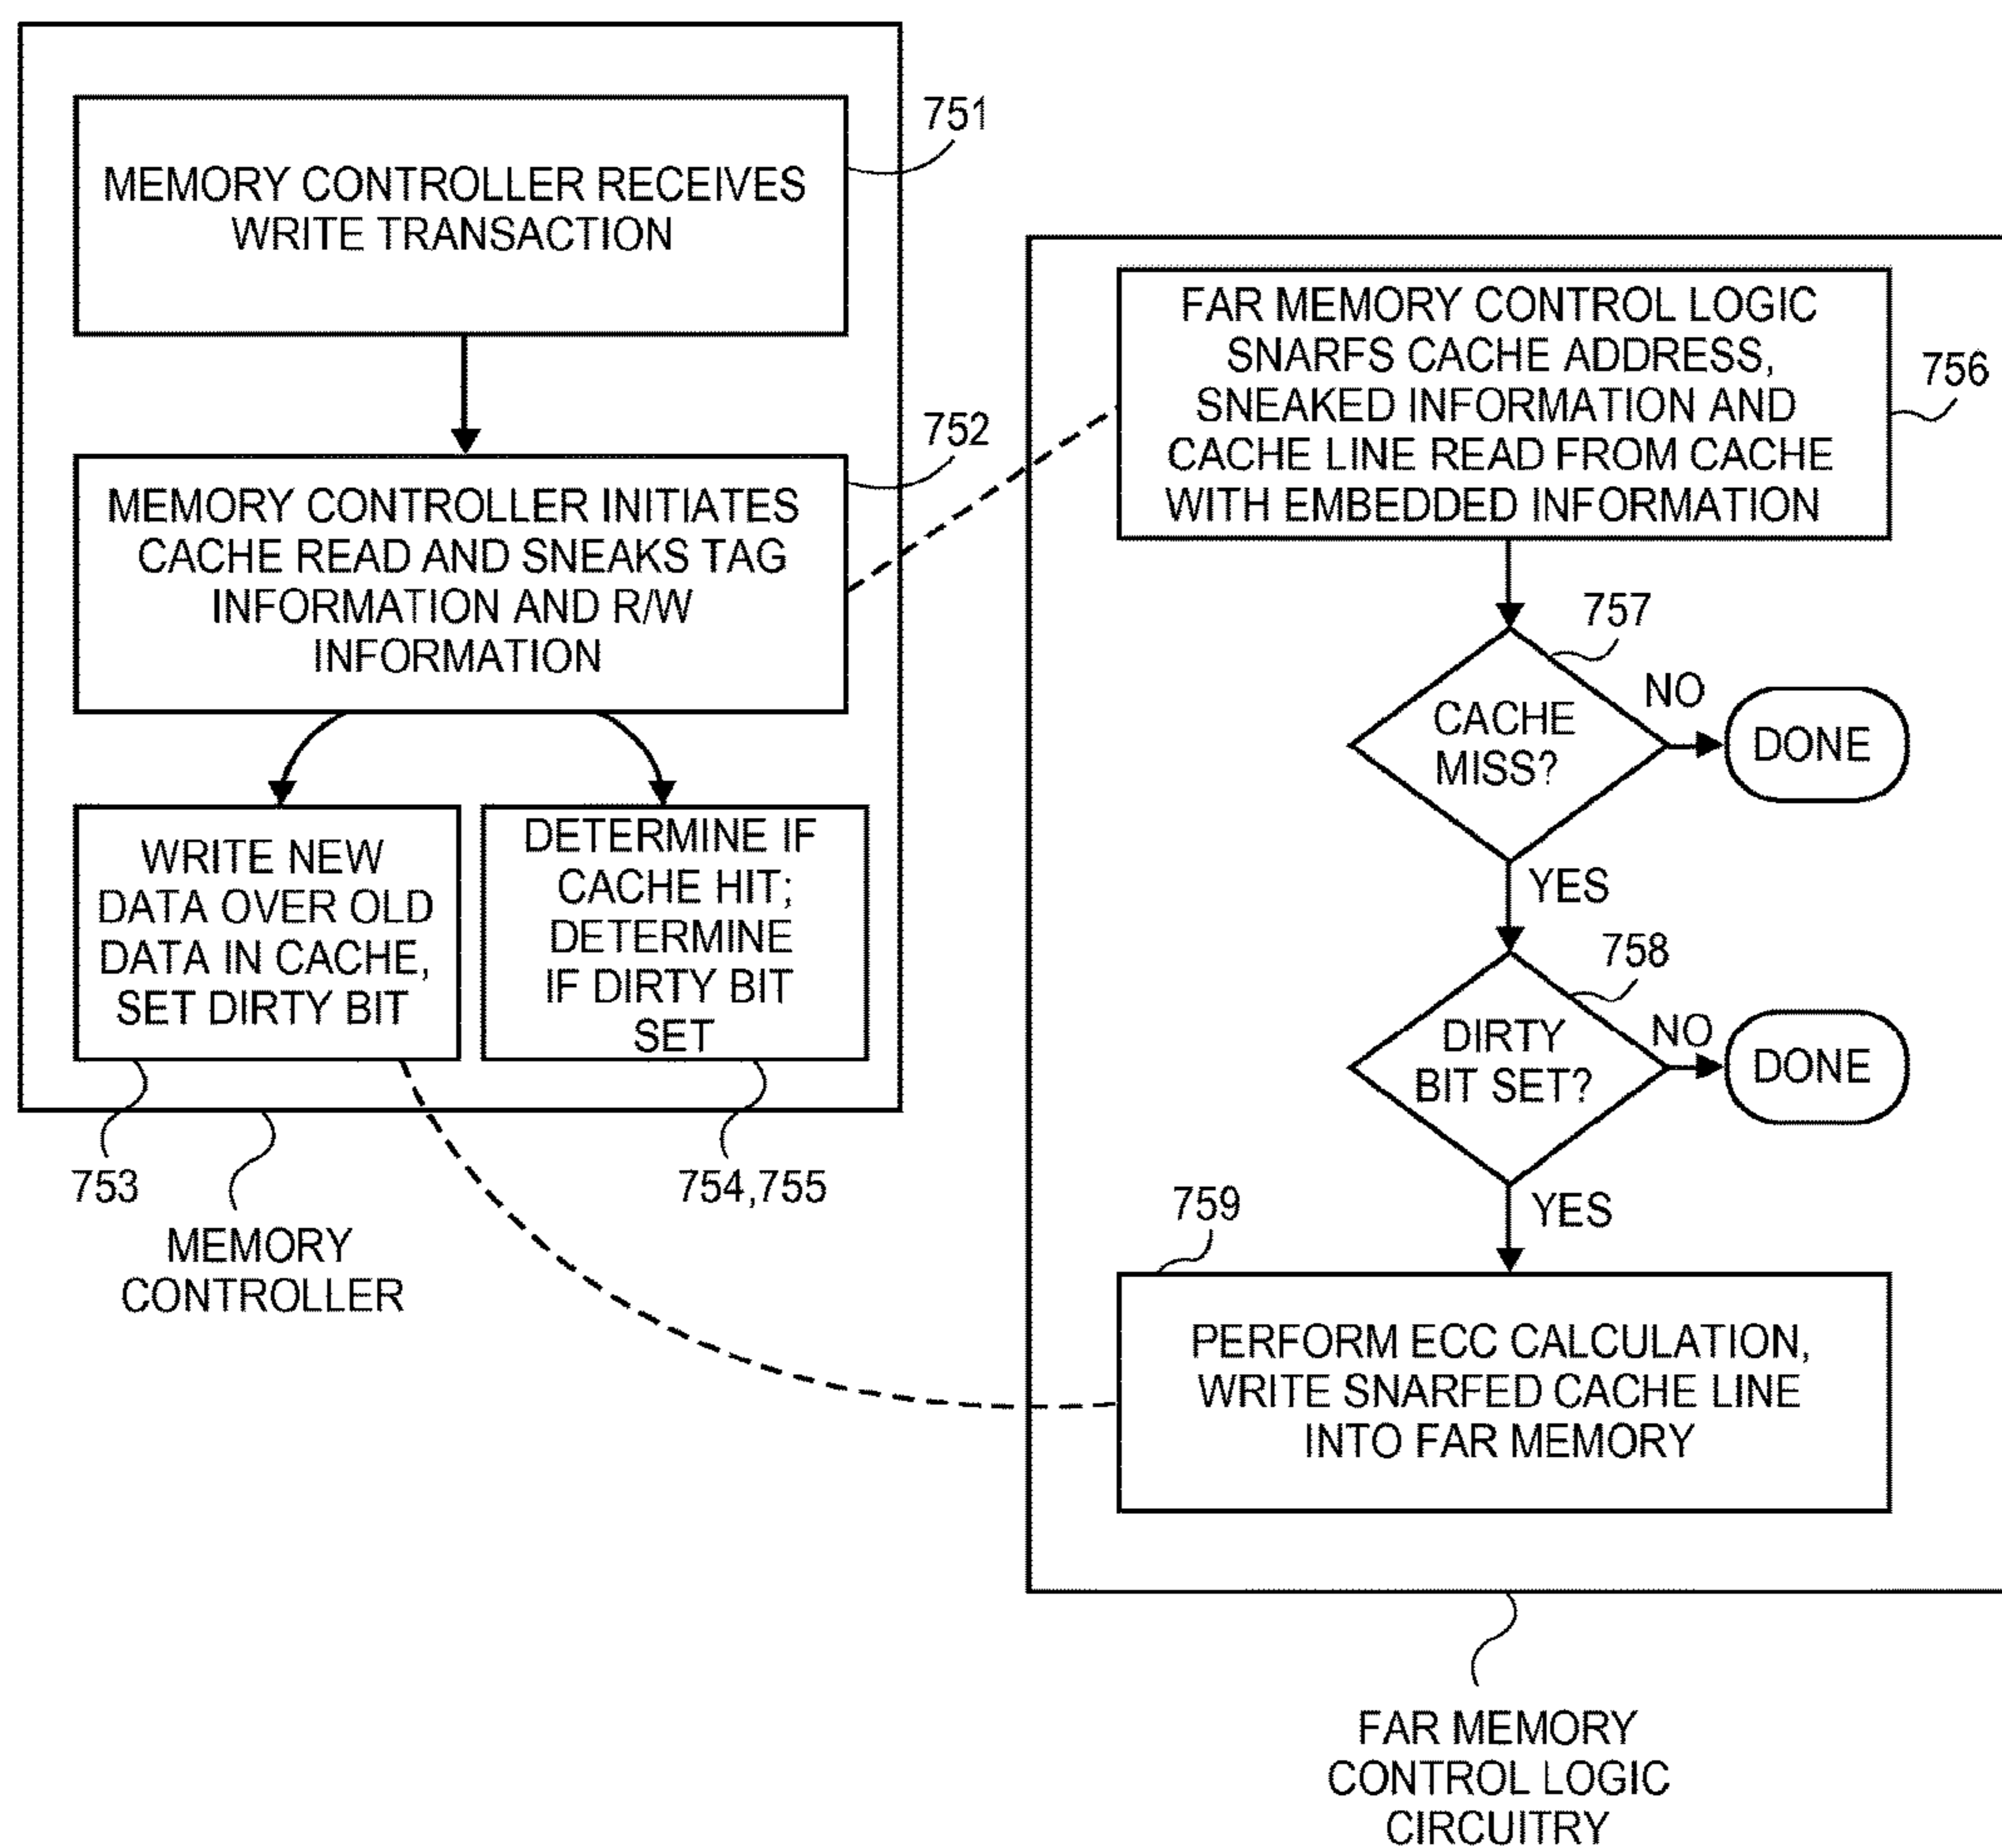 751
MEMORY CONTROLLER RECEIVES
WRITE TRANSACTION
752
MEMORY CONTROLLER INITIATES
CACHE READ AND SNEAKS TAG
INFORMATION AND R/W
INFORMATION
WRITE NEW
DATA OVER OLD
DATA IN CACHE,
SET DIRTY BIT
DETERMINE IF
CACHE HIT;
DETERMINE
IF DIRTY BIT
SET
753
754,755
MEMORY
CONTROLLER
FAR MEMORY CONTROL LOGIC
SNARFS CACHE ADDRESS,
SNEAKED INFORMATION AND
CACHE LINE READ FROM CACHE
WITH EMBEDDED INFORMATION
756
757
CACHE
MISS?
NO
DONE
YES
758
DIRTY
BIT SET?
NO
DONE
YES
759
PERFORM ECC CALCULATION,
WRITE SNARFED CACHE LINE
INTO FAR MEMORY
FAR MEMORY
CONTROL LOGIC
CIRCUITRY